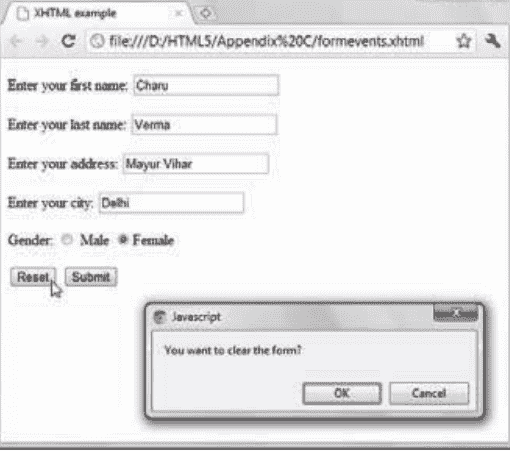 XHTML example
file:///D:/HTML5/Appendix%20C/formevents.xhtml
Enter your first name: Charu
Enter your last name: Verma
Enter your address: Mayur Vihar
Enter your city: Delhi
Gender: Male Female
Reset Submit
Javascript
You want to clear the form?
OK Cancel